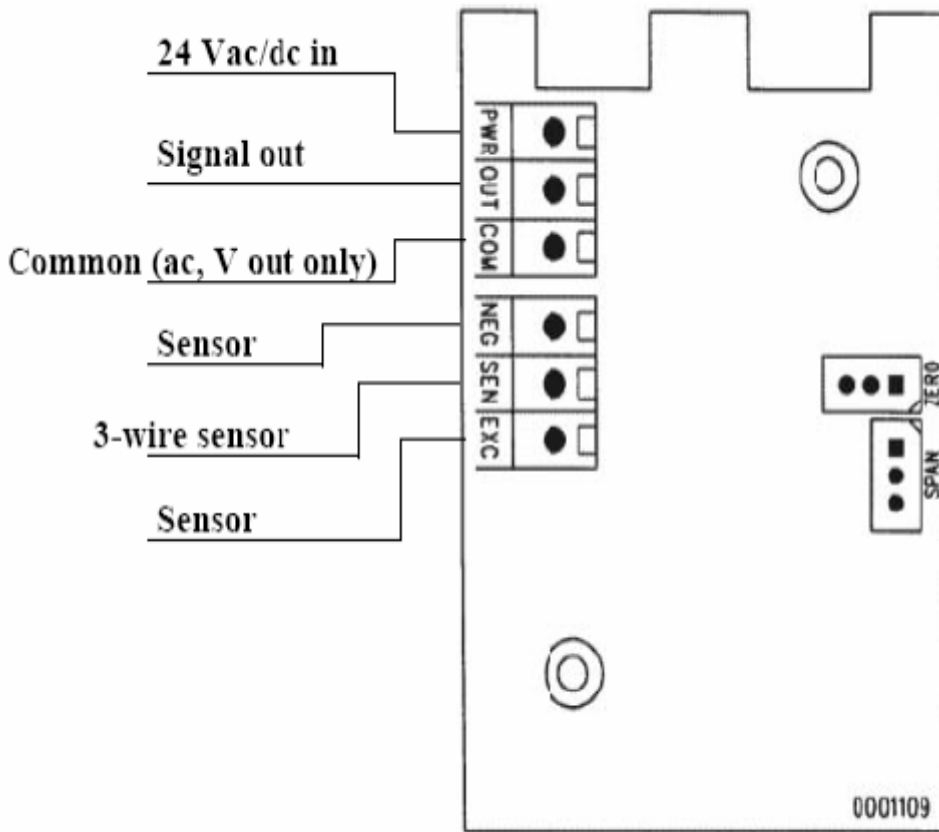 24 Vac/dc in
Signal out
Common (ac, V out only)
Sensor
3-wire sensor
Sensor
PWR
OUT
COM
NEG
SEN
EXC
ZERO
SPAN
0001109